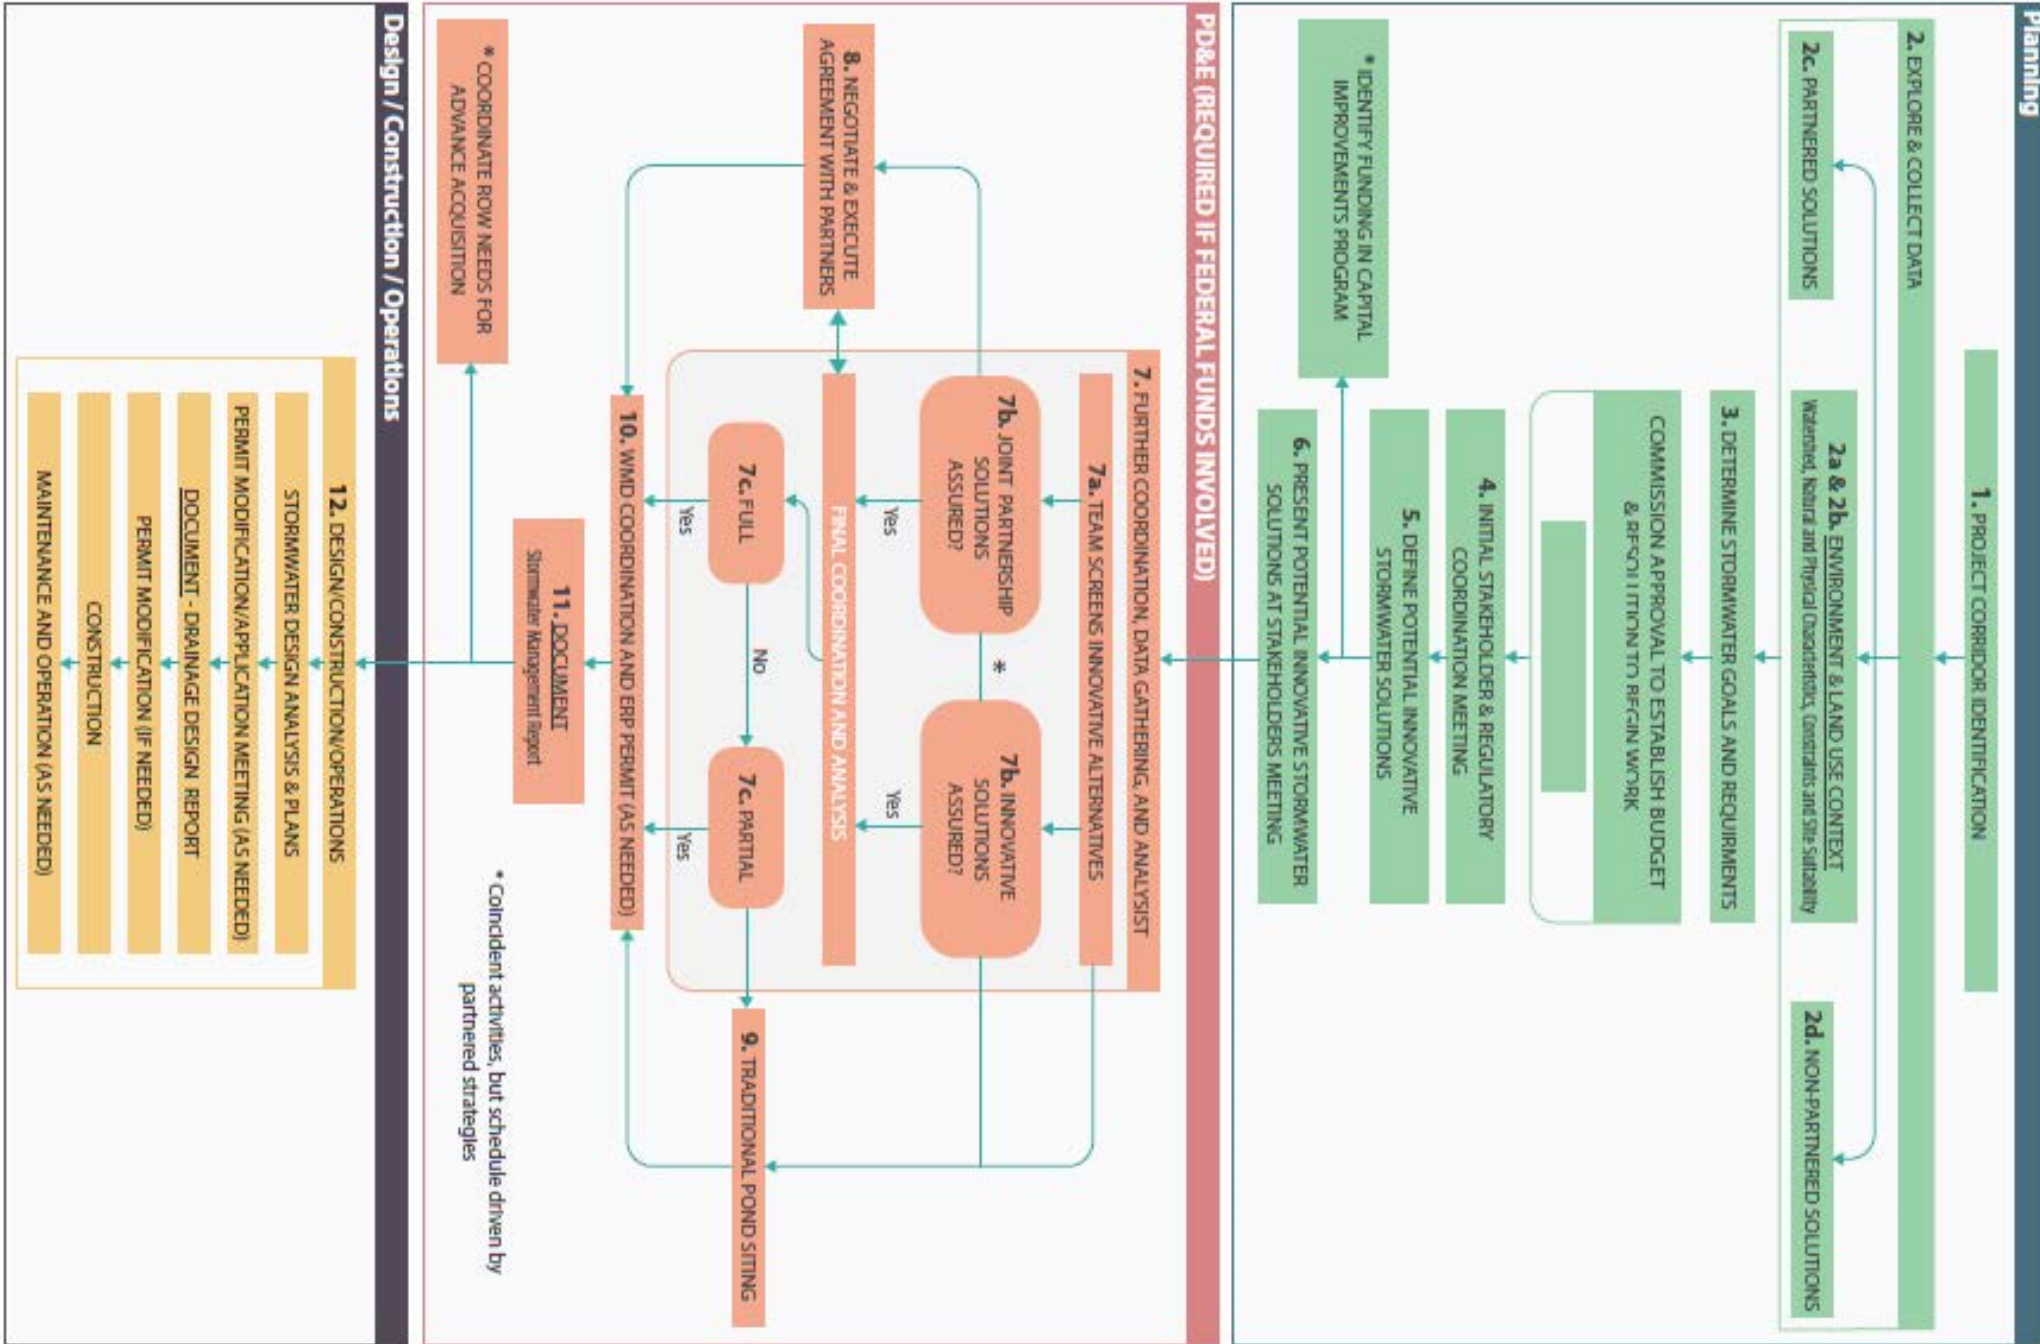 Planning
1. PROJECT CORRIDOR IDENTIFICATION
2. EXPLORE & COLLECT DATA
2c. PARTNERED SOLUTIONS
2a & 2b. ENVIRONMENT & LAND USE CONTEXT
Watershed, Natural and Physical Characteristics, Constraints and Site Suitability
2d. NON-PARTNERED SOLUTIONS
3. DETERMINE STORMWATER GOALS AND REQUIRMENTS
COMMISSION APPROVAL TO ESTABLISH BUDGET
& RESOLUTION TO BEGIN WORK
4. INITIAL STAKEHOLDER & REGULATORY
COORDINATION MEETING
5. DEFINE POTENTIAL INNOVATIVE
STORMWATER SOLUTIONS
* IDENTIFY FUNDING IN CAPITAL
IMPROVEMENTS PROGRAM
6. PRESENT POTENTIAL INNOVATIVE STORMWATER
SOLUTIONS AT STAKEHOLDERS MEETING
PD&E (REQUIRED IF FEDERAL FUNDS INVOLVED)
7. FURTHER COORDINATION, DATA GATHERING, AND ANALYSIST
7a. TEAM SCREENS INNOVATIVE ALTERNATIVES
7b. JOINT PARTNERSHIP
SOLUTIONS
ASSURED?
*
7b. INNOVATIVE
SOLUTIONS
ASSURED?
Yes
Yes
8. NEGOTIATE & EXECUTE
AGREEMENT WITH PARTNERS
FINAL COORDINATION AND ANALYSIS
7c. FULL
No
7c. PARTIAL
9. TRADITIONAL POND SITING
Yes
Yes
10. WMD COORDINATION AND ERP PERMIT (AS NEEDED)
11. DOCUMENT
Stormwater Management Report
* COORDINATE ROW NEEDS FOR
ADVANCE ACQUISITION
* Coincident activities, but schedule driven by
partnered strategies
Design / Construction / Operations
12. DESIGN/CONSTRUCTION/OPERATIONS
STORMWATER DESIGN ANALYSIS & PLANS
PERMIT MODIFICATION/APPLICATION MEETING (AS NEEDED)
DOCUMENT - DRAINAGE DESIGN REPORT
PERMIT MODIFICATION (IF NEEDED)
CONSTRUCTION
MAINTENANCE AND OPERATION (AS NEEDED)